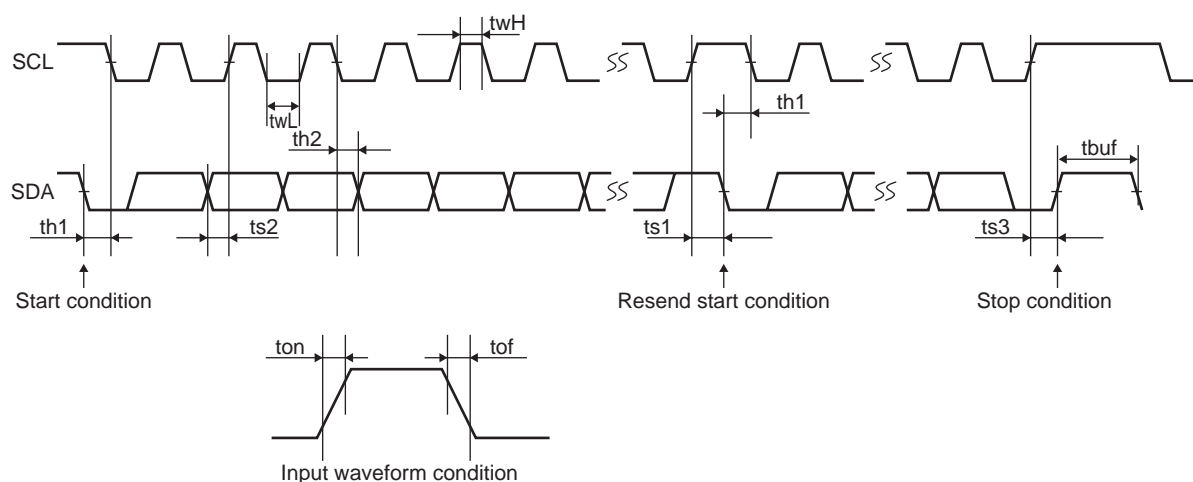 twH
SCL
th1
twL
th2
tbuf
SDA
th1
ts2
ts1
ts3
Start condition
Resend start condition
Stop condition
ton
tof
Input waveform condition